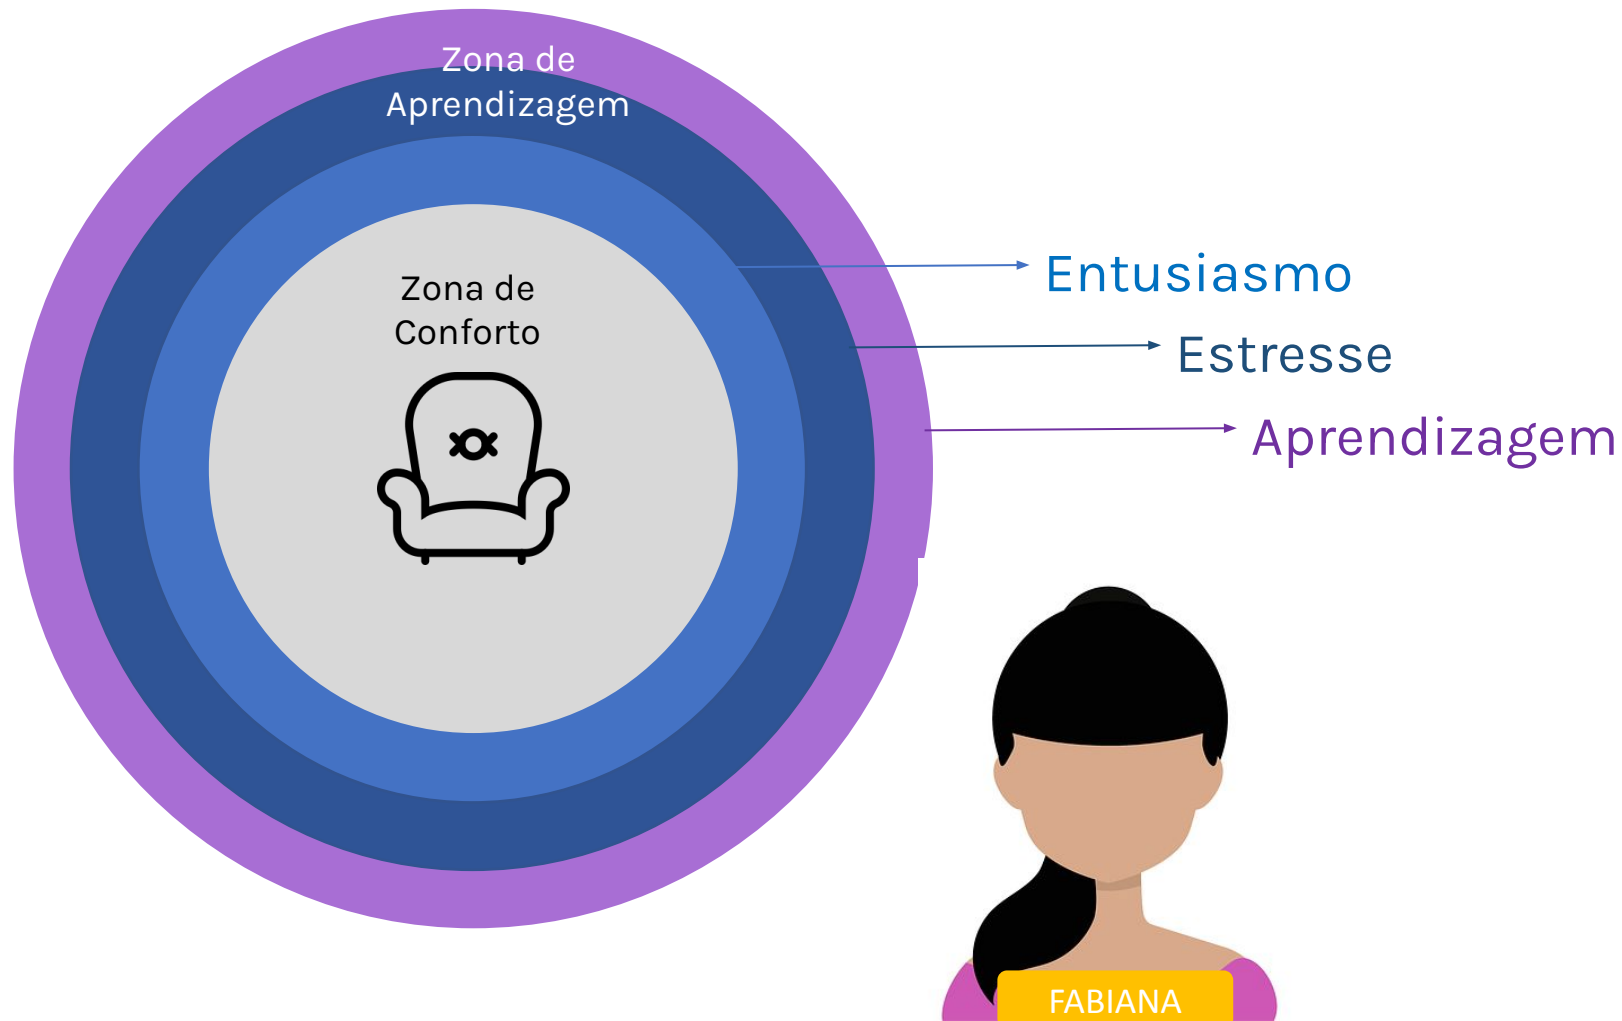 Zona de
Aprendizagem
Zona de
Conforto
Entusiasmo
Estresse
Aprendizagem
FABIANA